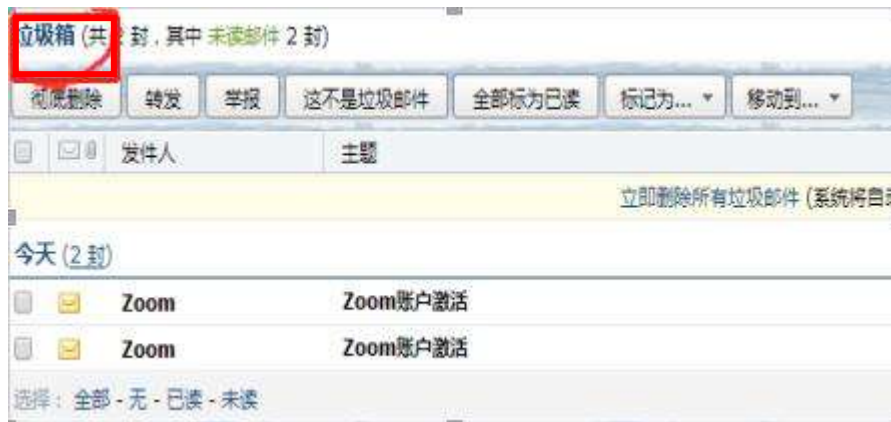 垃圾箱 (共 2 封，其中 未读邮件 2 封)
彻底删除 转发 举报 这不是垃圾邮件 全部标为已读 标记为... 移动到...
发件人 主题
立即删除所有垃圾邮件 (系统将自
今天 (2 封)
Zoom Zoom账户激活
Zoom Zoom账户激活
选择：全部 - 无 - 已读 - 未读